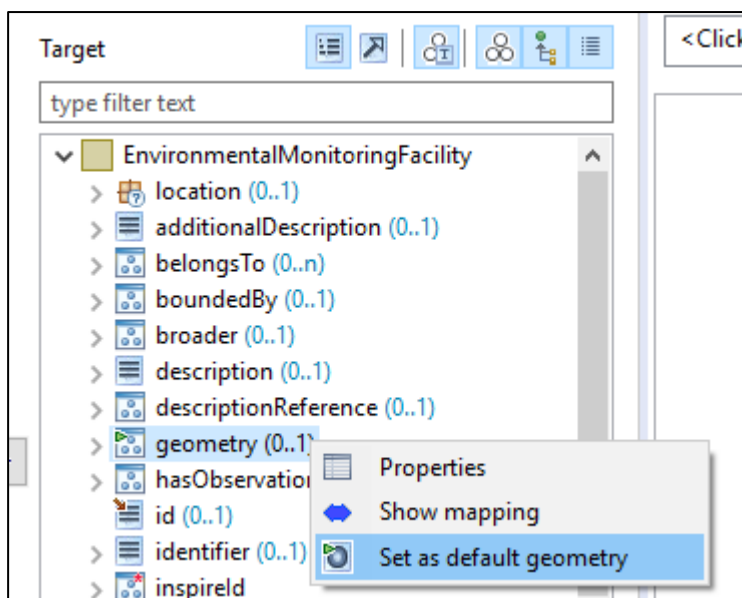 Target
<Click
type filter text
EnvironmentalMonitoringFacility
location (0..1)
additionalDescription (0..1)
belongsTo (0..n)
boundedBy (0..1)
broader (0..1)
description (0..1)
descriptionReference (0..1)
geometry (0..1)
Properties
hasObservation
Show mapping
id (0..1)
identifier (0..1)
Set as default geometry
inspireId